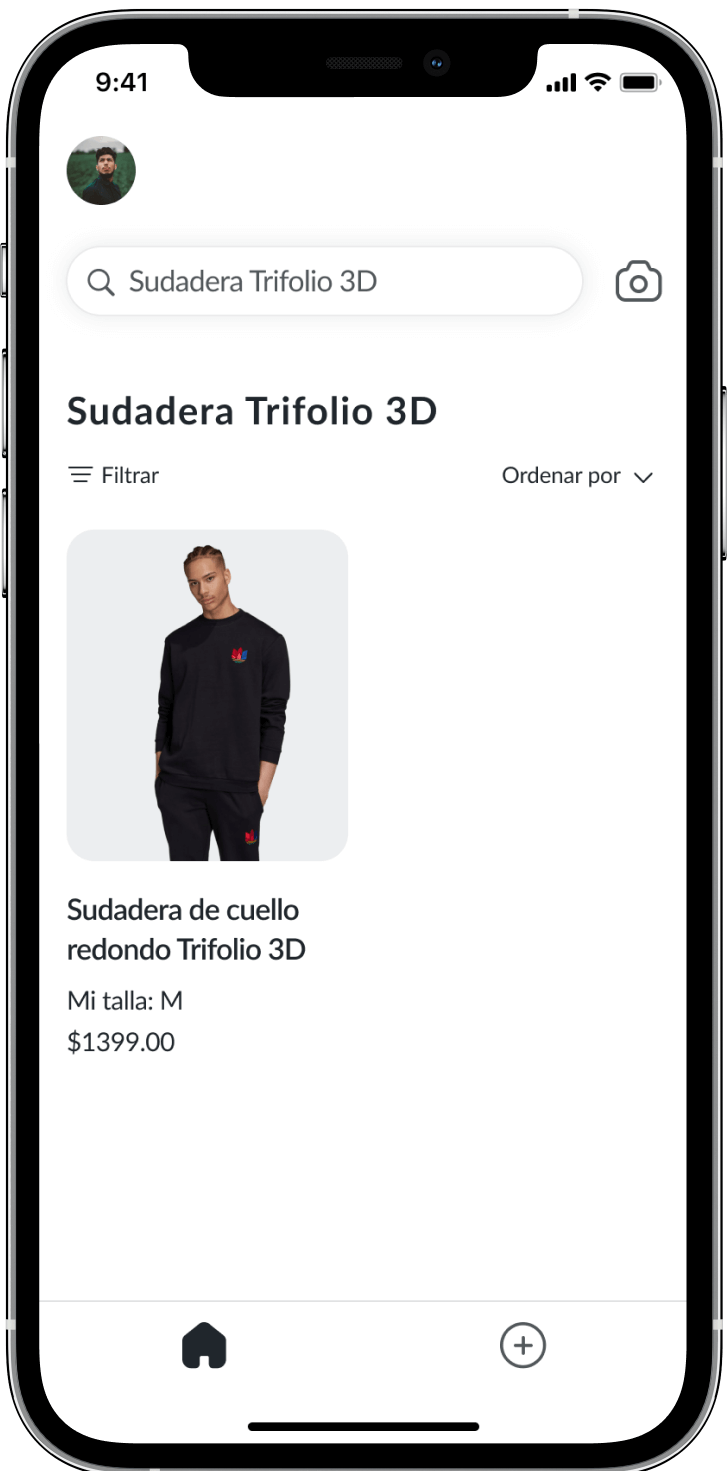 9:41
Sudadera Trifolio 3D
Sudadera Trifolio 3D
Filtrar
Ordenar por
Sudadera de cuello
redondo Trifolio 3D
Mi talla: M
$1399.00